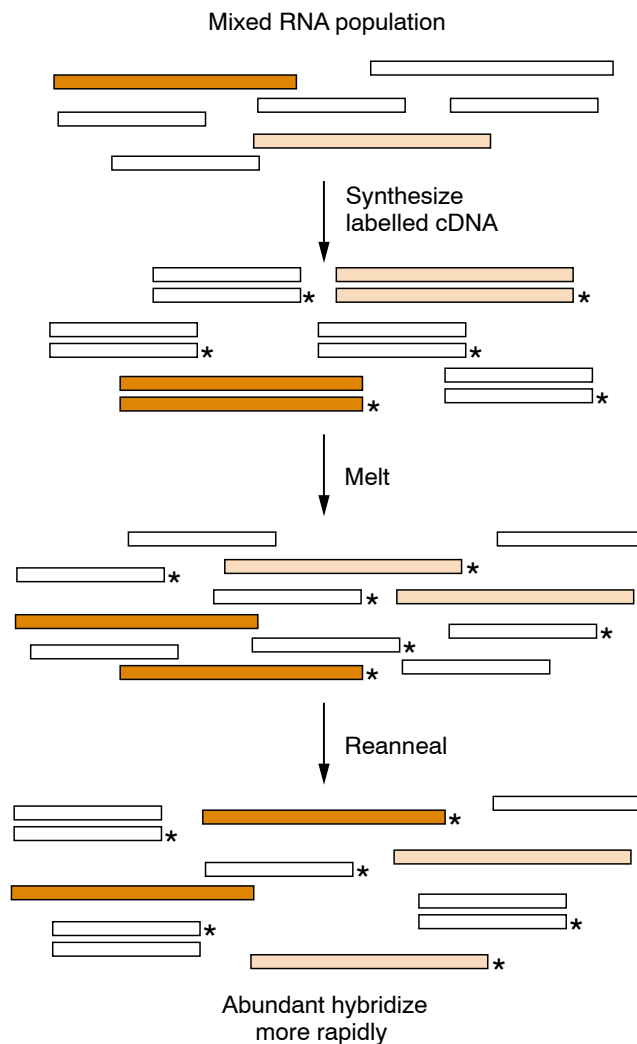 Mixed RNA population
Synthesize
labelled cDNA
*
*
*
*
*
*
Melt
*
*
*
*
*
*
Reanneal
*
*
*
*
*
*
Abundant hybridize
more rapidly